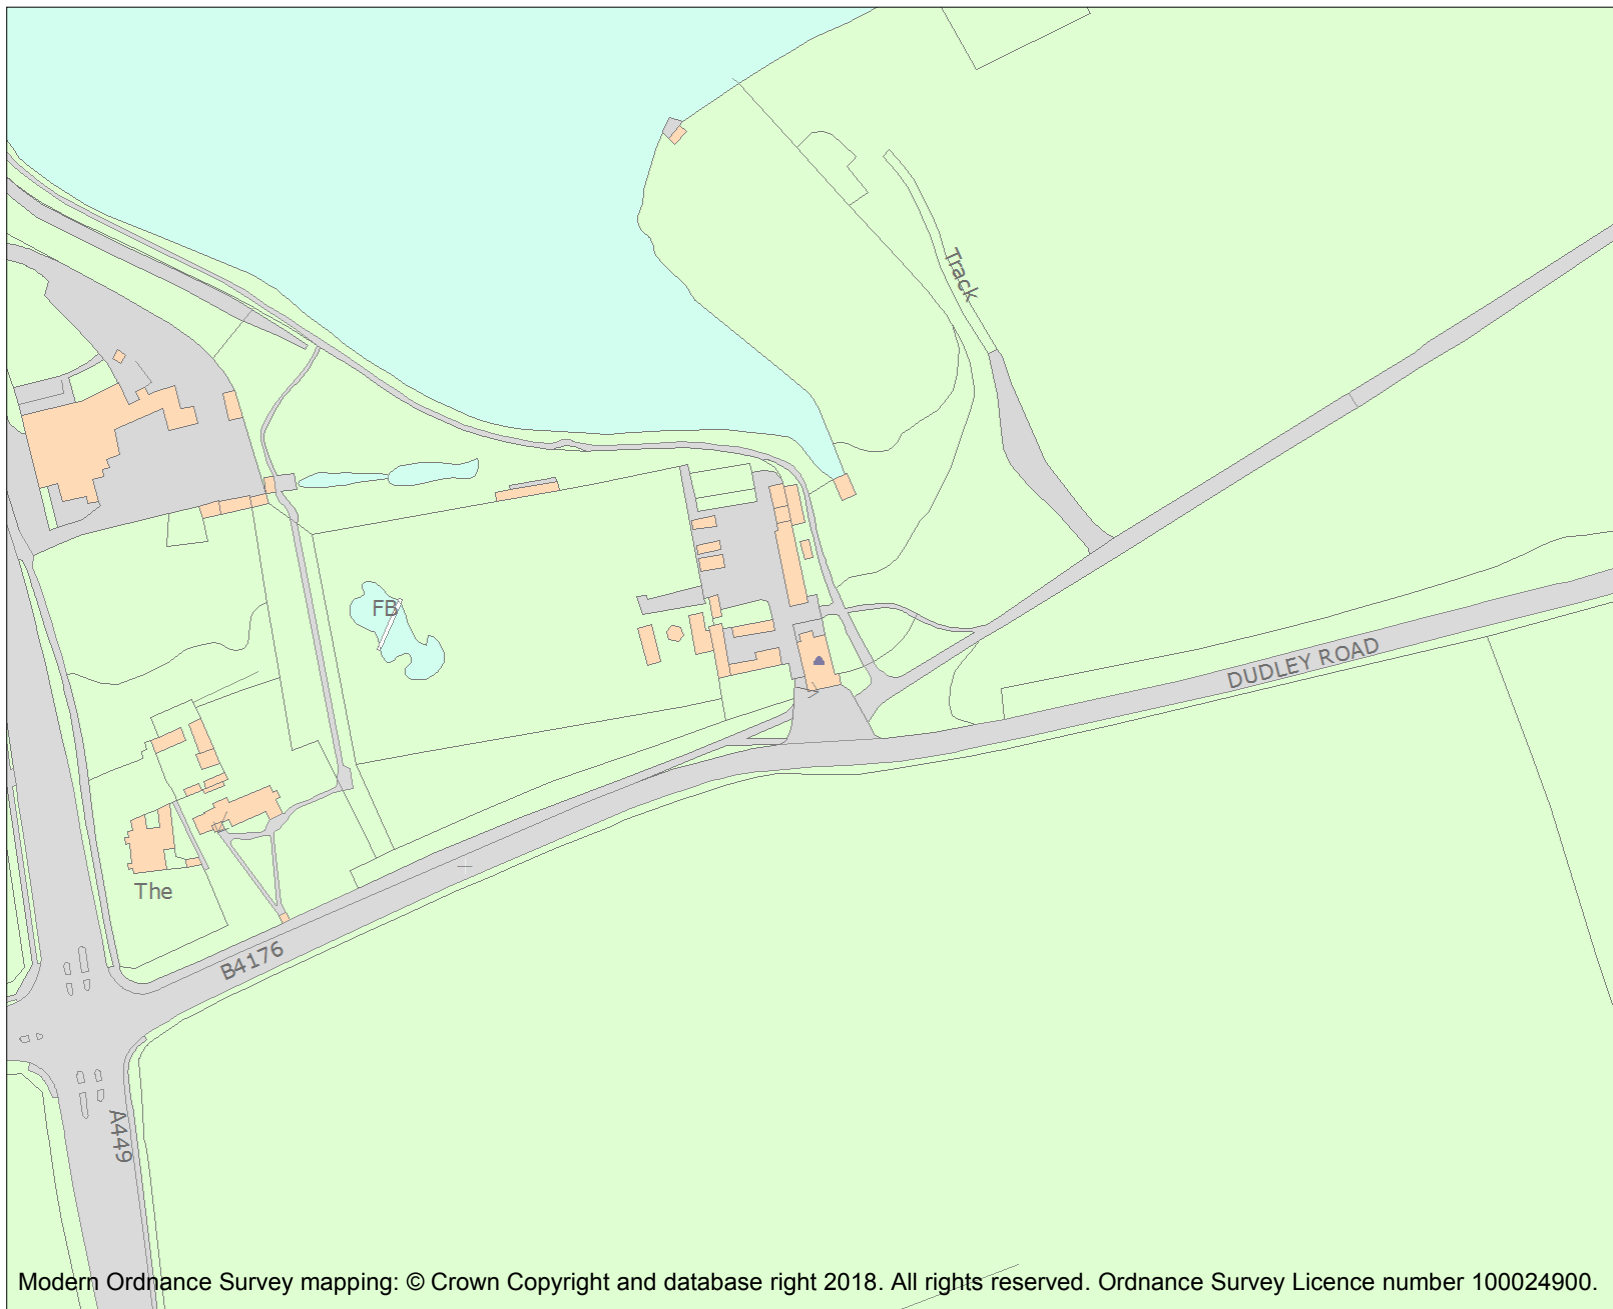 Track
FB
DUDLEY ROAD
The
B4176
A449
Modern Ordnance Survey mapping: © Crown Copyright and database right 2018. All rights reserved. Ordnance Survey Licence number 100024900.